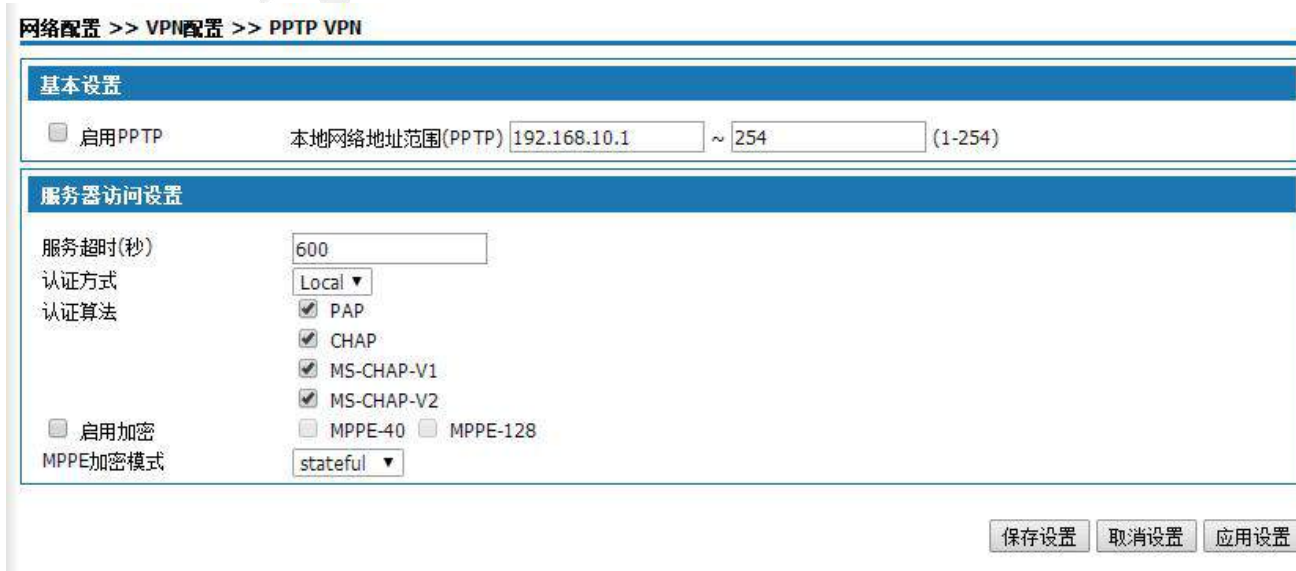 网络配置 >> VPN配置 >> PPTP VPN
基本设置
启用PPTP 本地网络地址范围(PPTP) 192.168.10.1 ~ 254 (1-254)
服务器访问设置
服务超时(秒) 600
认证方式 Local
认证算法 PAP
CHAP
MS-CHAP-V1
MS-CHAP-V2
启用加密 MPPE-40 MPPE-128
MPPE加密模式 stateful
保存设置 取消设置 应用设置